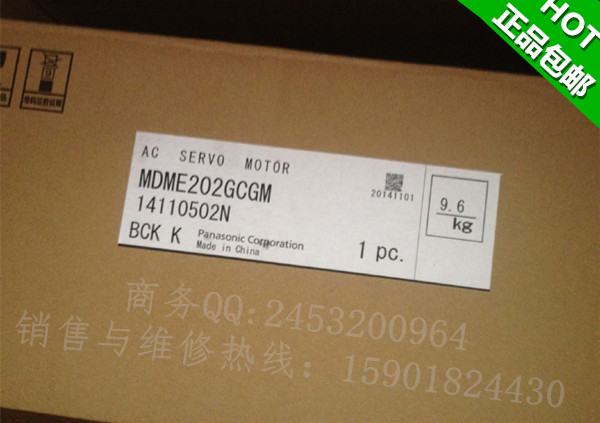 HOT
正品包邮
AC SERVO MOTOR
MDME202GCGM
14110502N
20141101
9.6
kg
BCK K Panasonic Corporation
Made in China
1 pc.
商务QQ:2453200964
销售与维修热线：15901824430